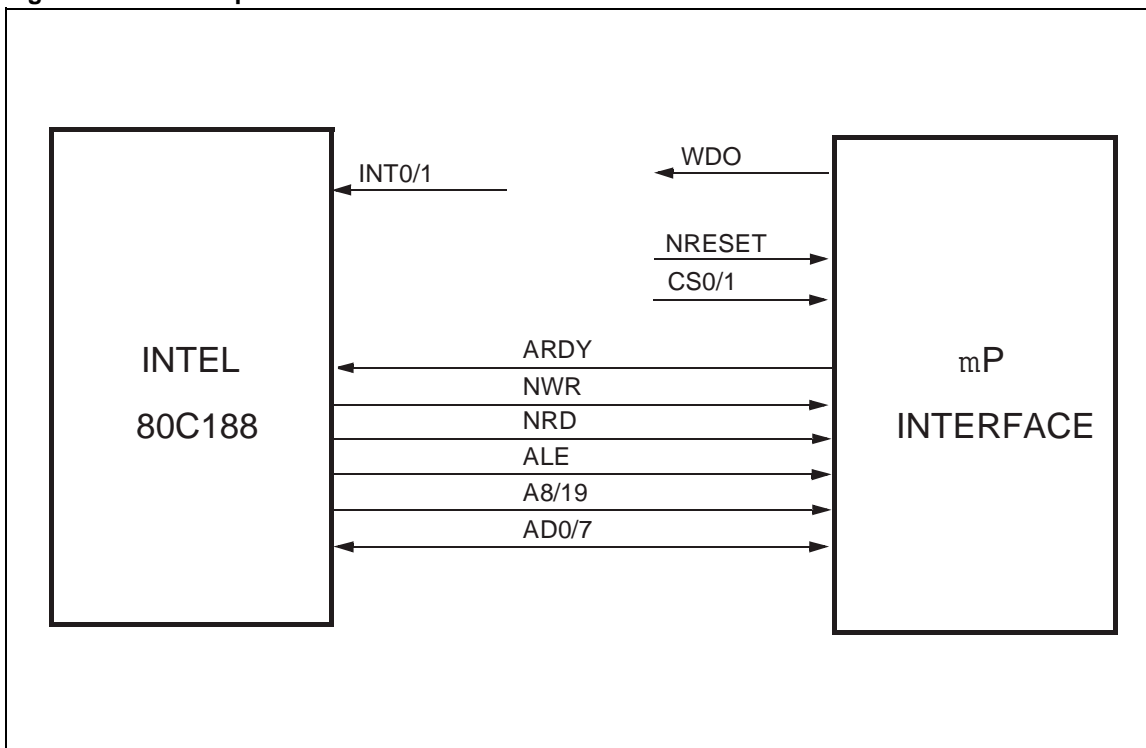 INT0/1
WDO
NRESET
CS0/1
INTEL
80C188
ARDY
NWR
NRD
ALE
A8/19
AD0/7
mP
INTERFACE